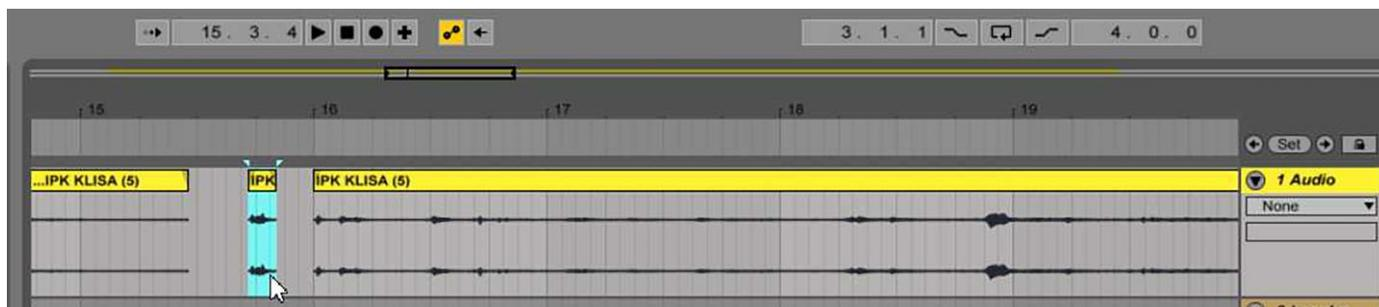 15. 3. 4 3. 1. 1 4. 0. 0
15 16 17 18 19
Set
...IPK KLISA (5) IPK IPK KLISA (5) 1 Audio
None